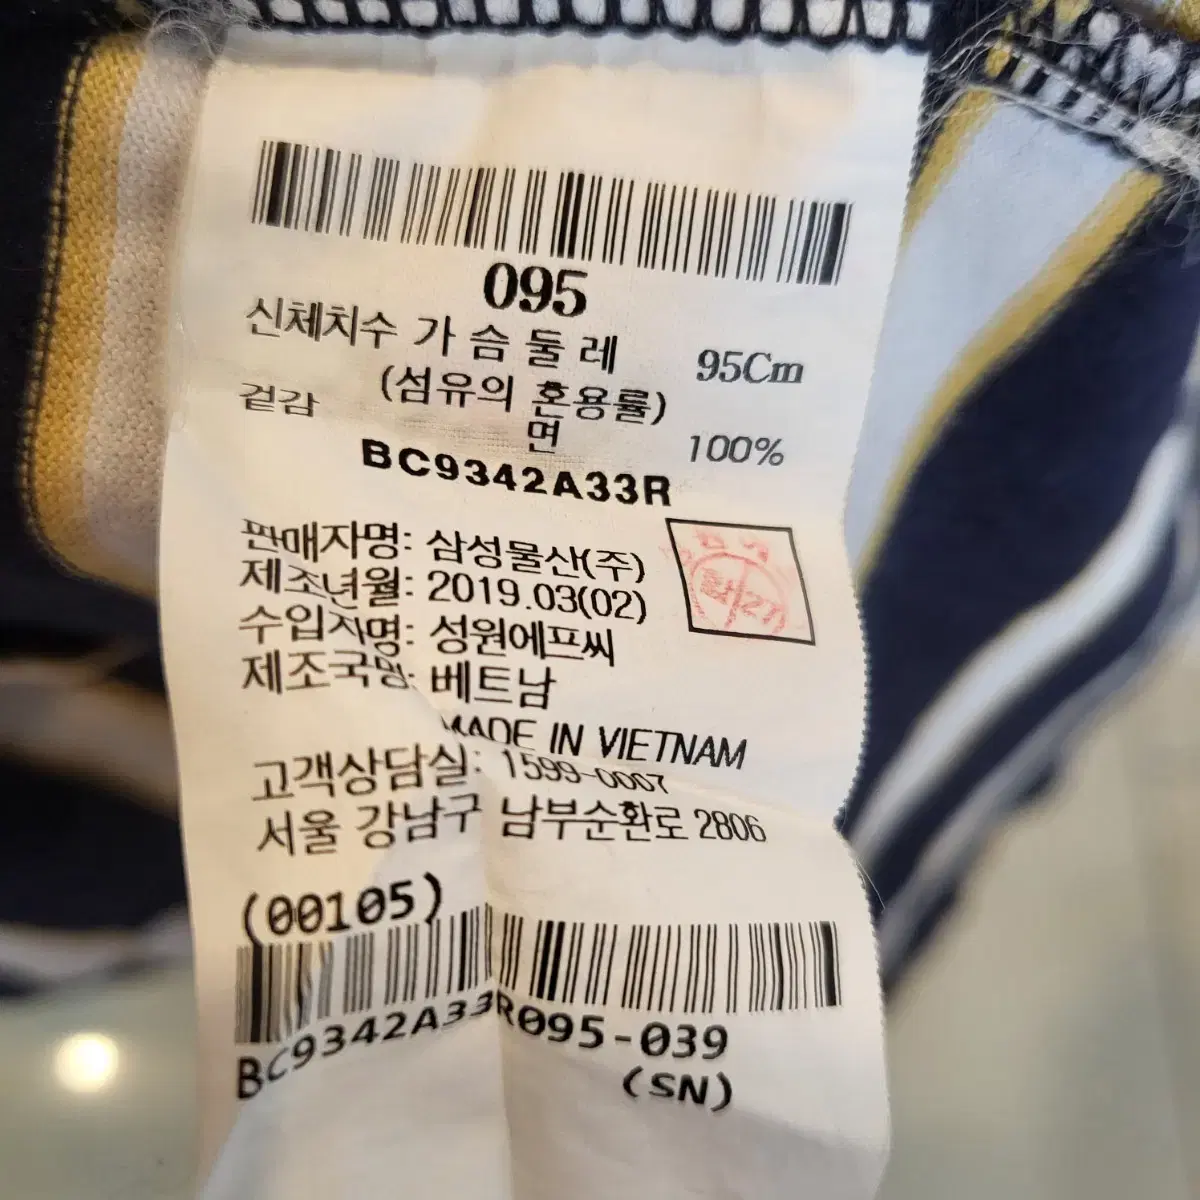 095
신체치수 가 슴 둘 레 95Cm
(섬유의 혼용률)
겉감 면 100%
BC9342A33R
판매자명: 삼성물산(주)
제조년월: 2019.03(02)
수입자명: 성원에프씨
제조국명: 베트남
MADE IN VIETNAM
고객상담실: 1599-0007
서울 강남구 남부순환로 2806
(00105)
BC9342A33R095-039
(SN)